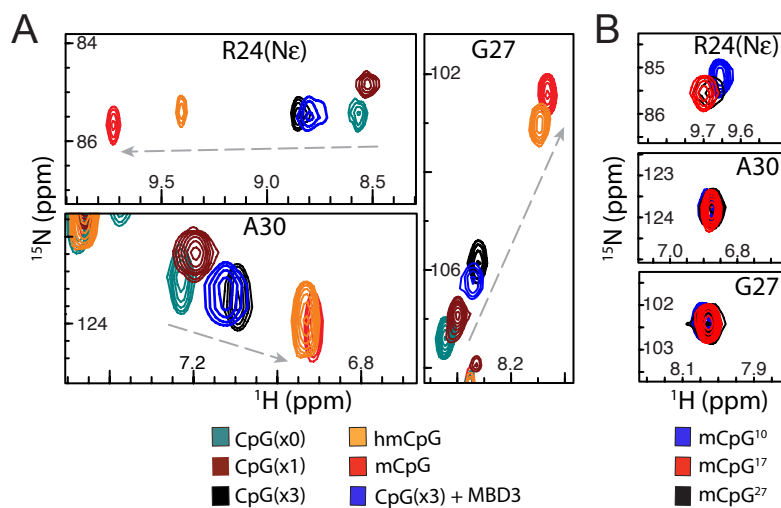 A
R24(Nε)
84
86
9.5
9.0
8.5
A30
124
7.2
6.8
G27
102
106
8.2
¹⁵N (ppm)
¹H (ppm)
CpG(x0)
hmCpG
CpG(x1)
mCpG
CpG(x3)
CpG(x3) + MBD3
B
R24(Nε)
85
86
9.7
9.6
A30
123
124
7.0
6.8
G27
102
103
8.1
7.9
¹⁵N (ppm)
¹H (ppm)
mCpG¹⁰
mCpG¹⁷
mCpG²⁷